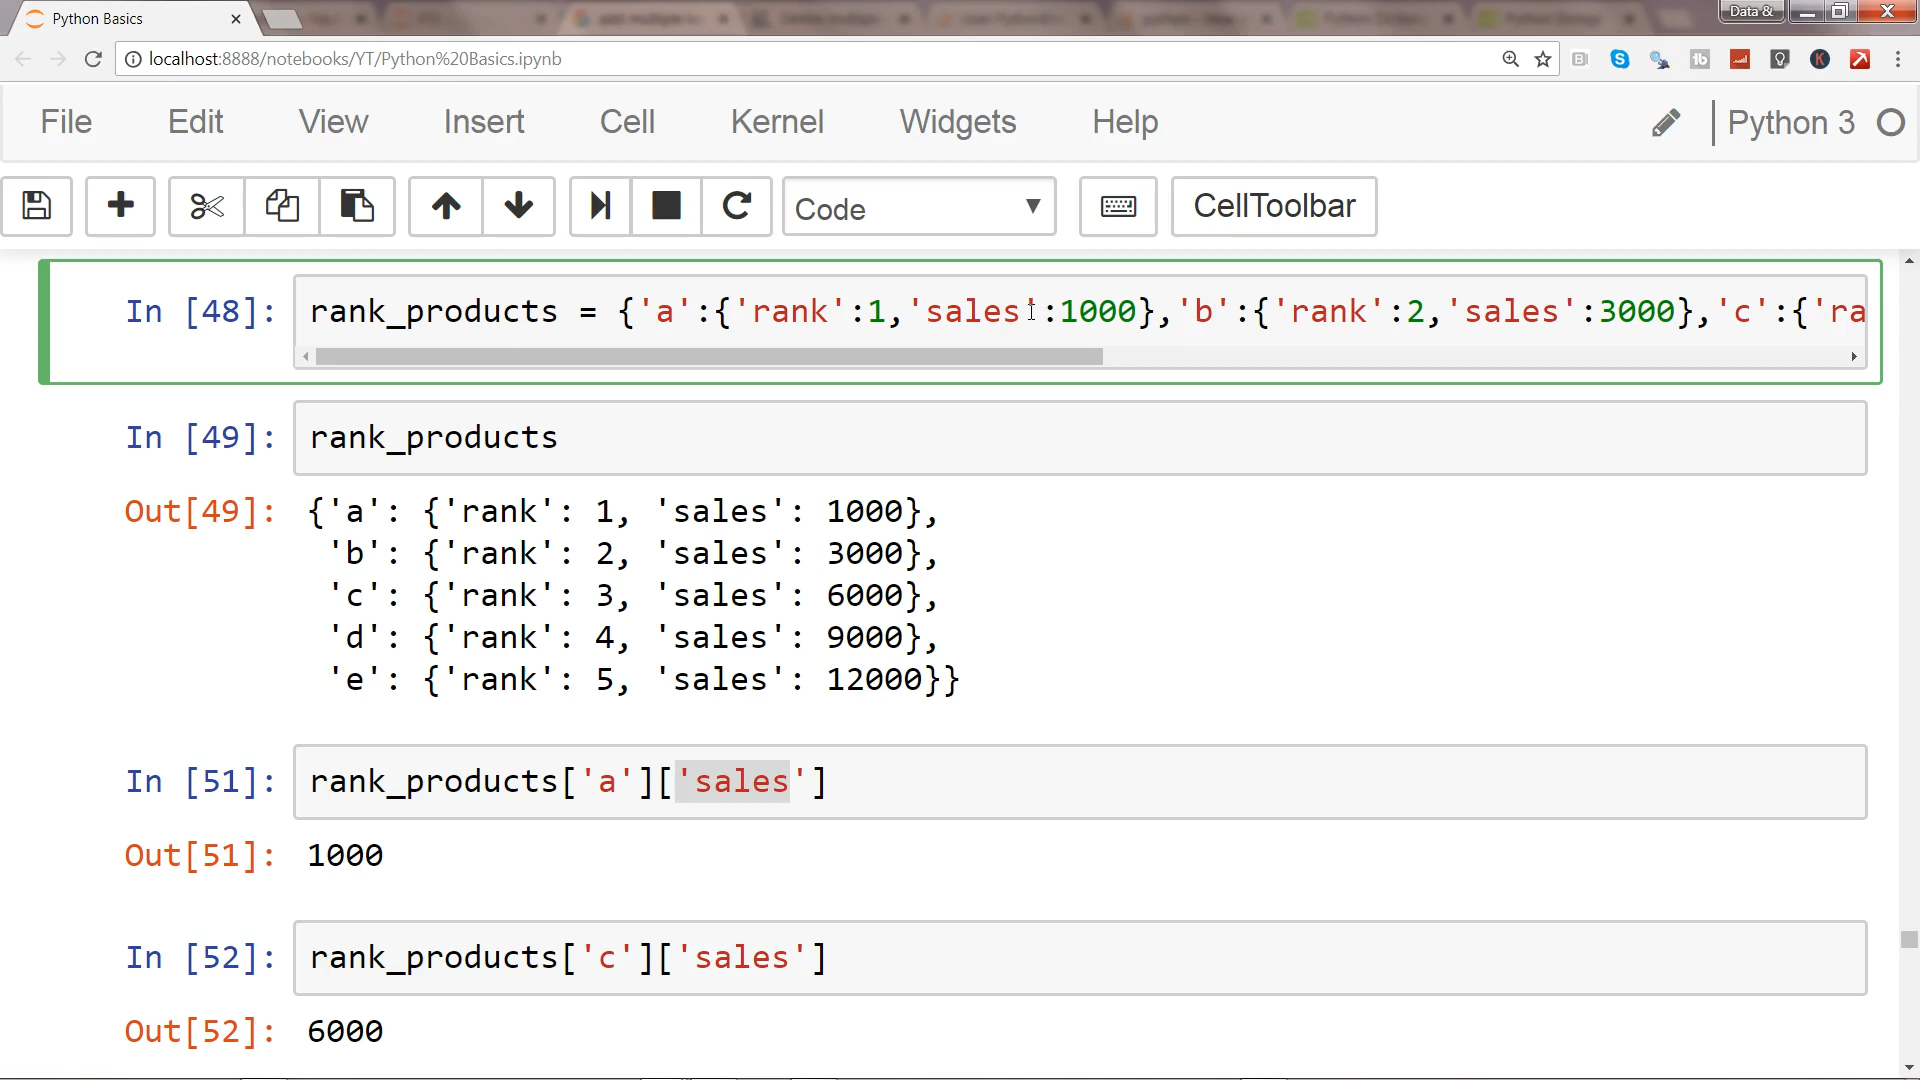 Python Basics
Data &
localhost:8888/notebooks/YT/Python%20Basics.ipynb
File Edit View Insert Cell Kernel Widgets Help Python 3
Code CellToolbar
In [48]: rank_products = {'a':{'rank':1,'sales':1000},'b':{'rank':2,'sales':3000},'c':{'ra
In [49]: rank_products
Out[49]: {'a': {'rank': 1, 'sales': 1000},
'b': {'rank': 2, 'sales': 3000},
'c': {'rank': 3, 'sales': 6000},
'd': {'rank': 4, 'sales': 9000},
'e': {'rank': 5, 'sales': 12000}}
In [51]: rank_products['a']['sales']
Out[51]: 1000
In [52]: rank_products['c']['sales']
Out[52]: 6000